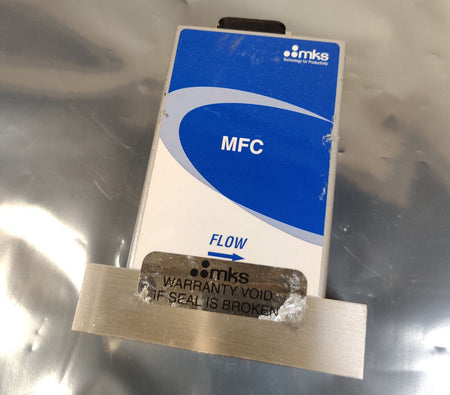 mks
Technology for Productivity
MFC
FLOW
mks
WARRANTY VOID
IF SEAL IS BROKEN